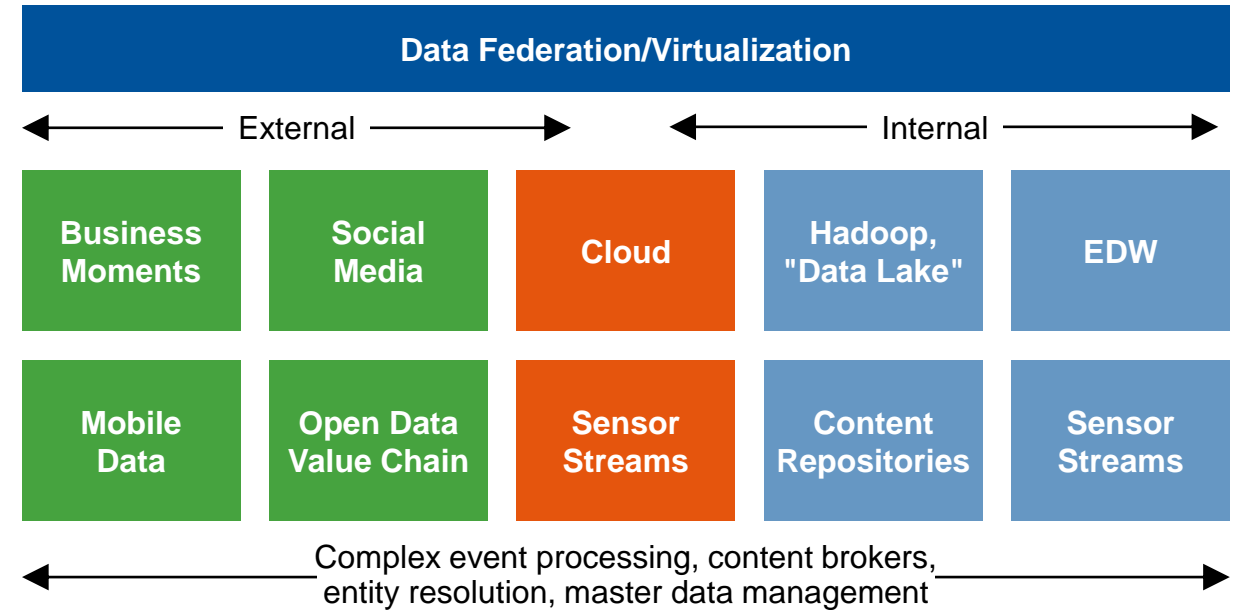 Data Federation/Virtualization
External
Internal
Business
Moments
Social
Media
Cloud
Hadoop,
"Data Lake"
EDW
Mobile
Data
Open Data
Value Chain
Sensor
Streams
Content
Repositories
Sensor
Streams
Complex event processing, content brokers,
entity resolution, master data management